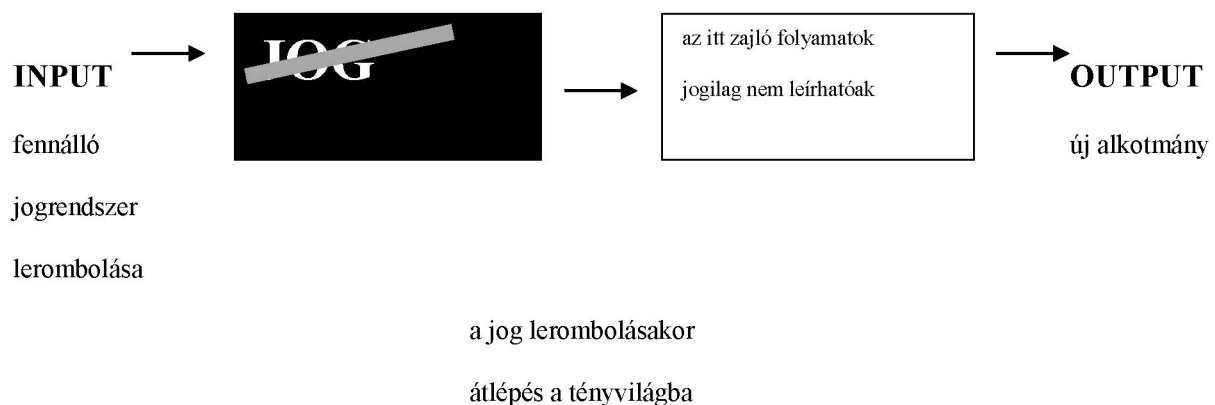 INPUT
fennálló
jogrendszer
lerombolása
JOG
az itt zajló folyamatok
jogilag nem leírhatóak
OUTPUT
új alkotmány
a jog lerombolásakor
átlépés a tényvilágba